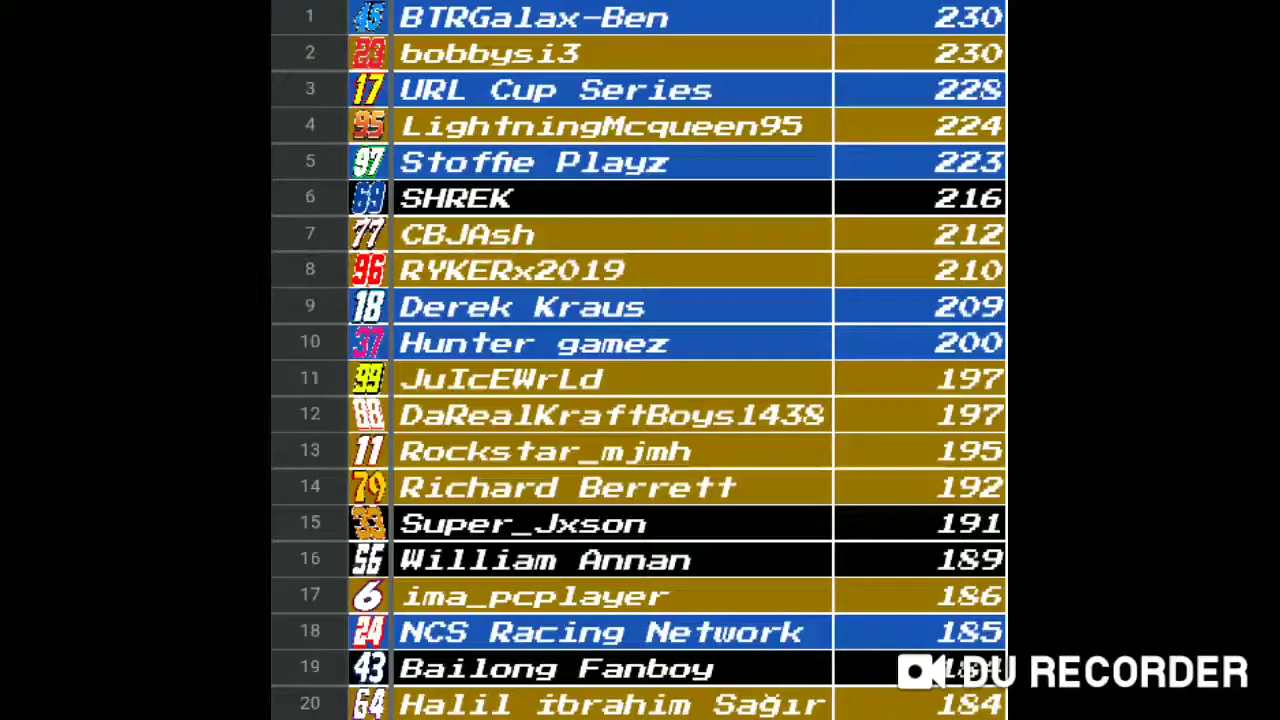 1 46 BTRGalax-Ben 230
2 23 bobbysi3 230
3 17 URL Cup Series 228
4 95 LightningMcqueen95 224
5 97 Stoffie Playz 223
6 69 SHREK 216
7 77 CBJAsh 212
8 96 RYKERx2019 210
9 18 Derek Kraus 209
10 37 Hunter gamez 200
11 99 JuIcEWrLd 197
12 88 DaRealKraftBoys1438 197
13 11 Rockstar_mjmh 195
14 79 Richard Berrett 192
15 33 Super_Jxson 191
16 56 William Annan 189
17 6 ima_pcplayer 186
18 24 NCS Racing Network 185
19 43 Bailong Fanboy
DU RECORDER
20 64 Halil ibrahim Sağır 184